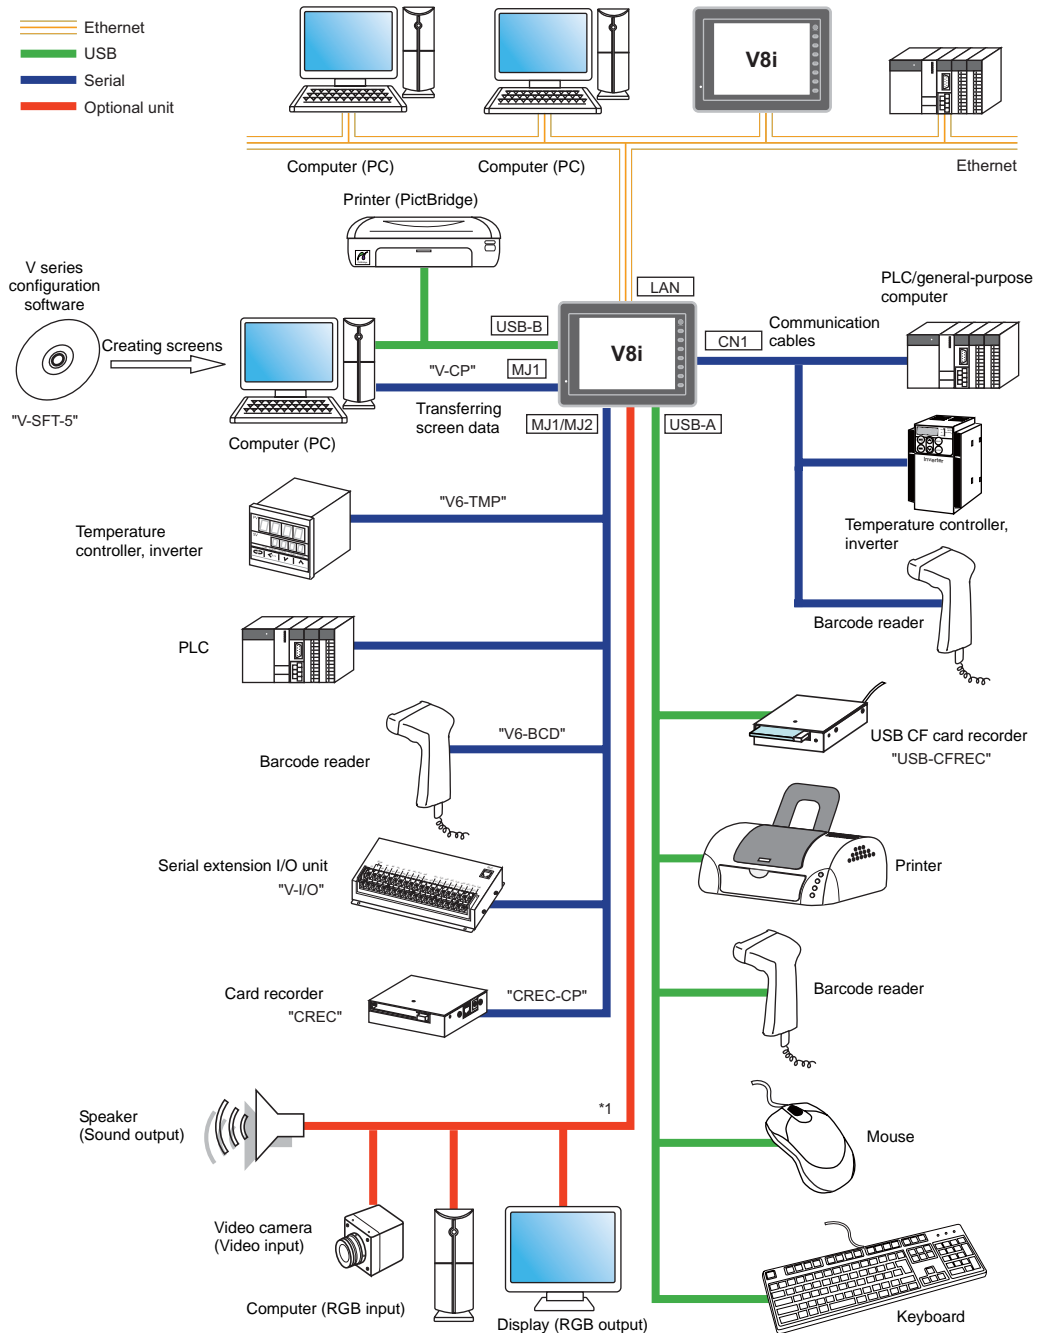 Ethernet
USB
Serial
Optional unit
V8i
Computer (PC)
Computer (PC)
Ethernet
Printer (PictBridge)
V series
configuration
software
"V-SFT-5"
Creating screens
Computer (PC)
USB-B
"V-CP"
MJ1
Transferring
screen data
LAN
V8i
CN1
Communication
cables
PLC/general-purpose
computer
MJ1/MJ2
USB-A
Inverter
Temperature controller,
inverter
Barcode reader
"V6-TMP"
Temperature
controller, inverter
PLC
"V6-BCD"
Barcode reader
Serial extension I/O unit
"V-I/O"
Card recorder
"CREC"
"CREC-CP"
USB CF card recorder
"USB-CFREC"
Printer
Barcode reader
Mouse
Keyboard
*1
Speaker
(Sound output)
Video camera
(Video input)
Computer (RGB input)
Display (RGB output)